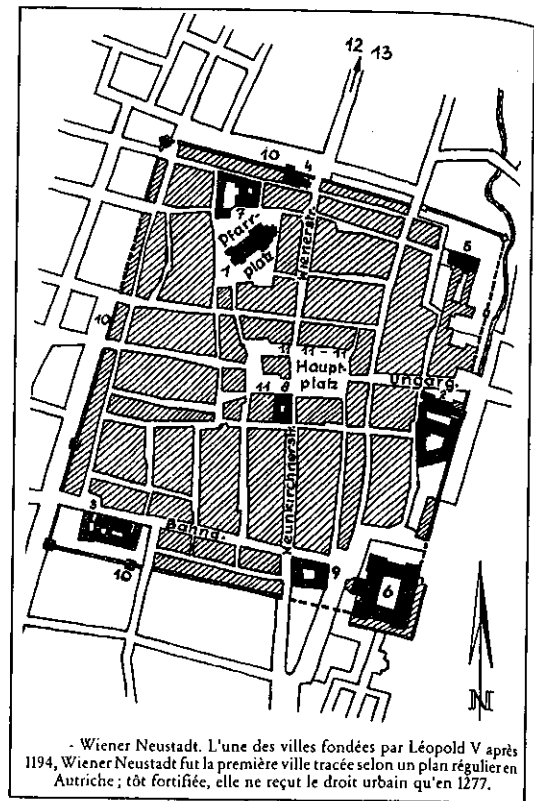 12 13
10 4
3
Pfarr-
platz
1
Wienerstr.
5
10
11 11-11
Haupt-
platz
11 8
Ungarg.
2
Neunkirchnerstr.
Bahng.
3
10
9
6
N
- Wiener Neustadt. L'une des villes fondées par Léopold V après
1194, Wiener Neustadt fut la première ville tracée selon un plan régulier en
Autriche ; tôt fortifiée, elle ne reçut le droit urbain qu'en 1277.